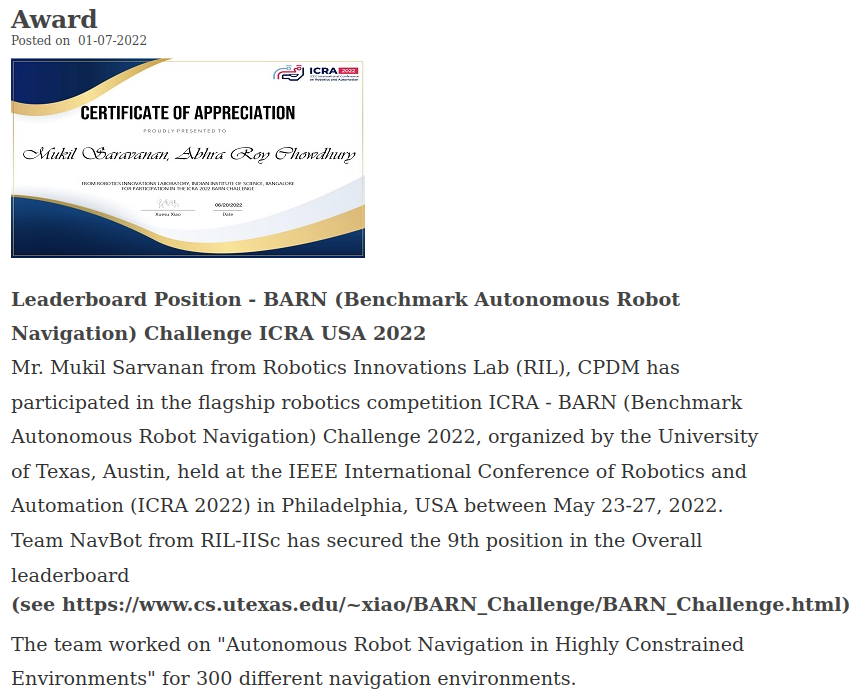 Award
Posted on 01-07-2022
ICRA 2022
IEEE International Conference
on Robotics and Automation
CERTIFICATE OF APPRECIATION
PROUDLY PRESENTED TO
Mukil Saravanan, Abhra Roy Chowdhury
FROM ROBOTICS INNOVATIONS LABORATORY, INDIAN INSTITUTE OF SCIENCE, BANGALORE
FOR PARTICIPATION IN THE ICRA 2022 BARN CHALLENGE
06/20/2022
Xuesu Xiao
Date
Leaderboard Position - BARN (Benchmark Autonomous Robot
Navigation) Challenge ICRA USA 2022
Mr. Mukil Sarvanan from Robotics Innovations Lab (RIL), CPDM has
participated in the flagship robotics competition ICRA - BARN (Benchmark
Autonomous Robot Navigation) Challenge 2022, organized by the University
of Texas, Austin, held at the IEEE International Conference of Robotics and
Automation (ICRA 2022) in Philadelphia, USA between May 23-27, 2022.
Team NavBot from RIL-IISc has secured the 9th position in the Overall
leaderboard
(see https://www.cs.utexas.edu/~xiao/BARN_Challenge/BARN_Challenge.html)
The team worked on "Autonomous Robot Navigation in Highly Constrained
Environments" for 300 different navigation environments.